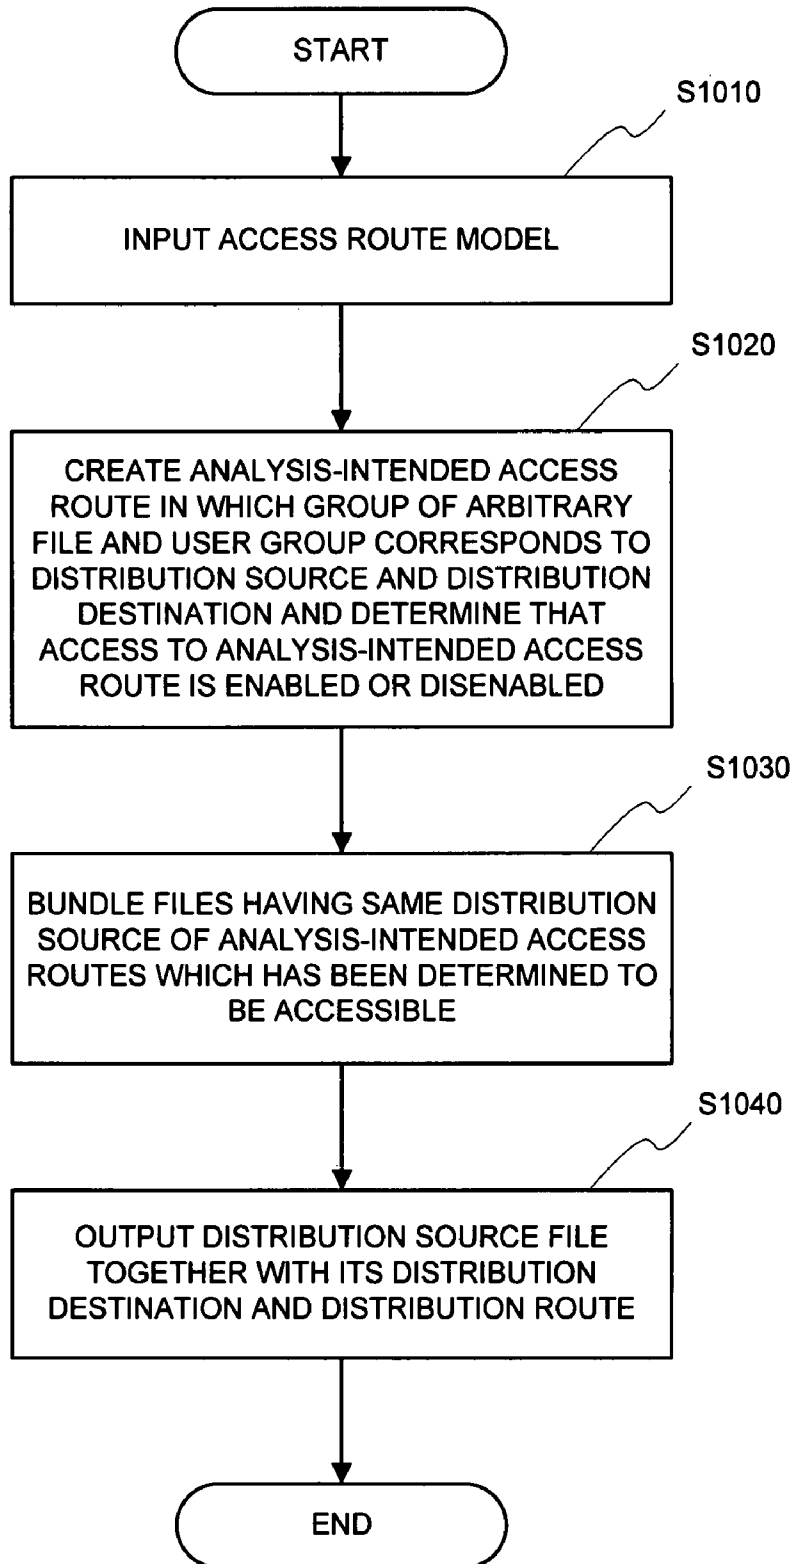 START
S1010
INPUT ACCESS ROUTE MODEL
S1020
CREATE ANALYSIS-INTENDED ACCESS
ROUTE IN WHICH GROUP OF ARBITRARY
FILE AND USER GROUP CORRESPONDS TO
DISTRIBUTION SOURCE AND DISTRIBUTION
DESTINATION AND DETERMINE THAT
ACCESS TO ANALYSIS-INTENDED ACCESS
ROUTE IS ENABLED OR DISENABLED
S1030
BUNDLE FILES HAVING SAME DISTRIBUTION
SOURCE OF ANALYSIS-INTENDED ACCESS
ROUTES WHICH HAS BEEN DETERMINED TO
BE ACCESSIBLE
S1040
OUTPUT DISTRIBUTION SOURCE FILE
TOGETHER WITH ITS DISTRIBUTION
DESTINATION AND DISTRIBUTION ROUTE
END